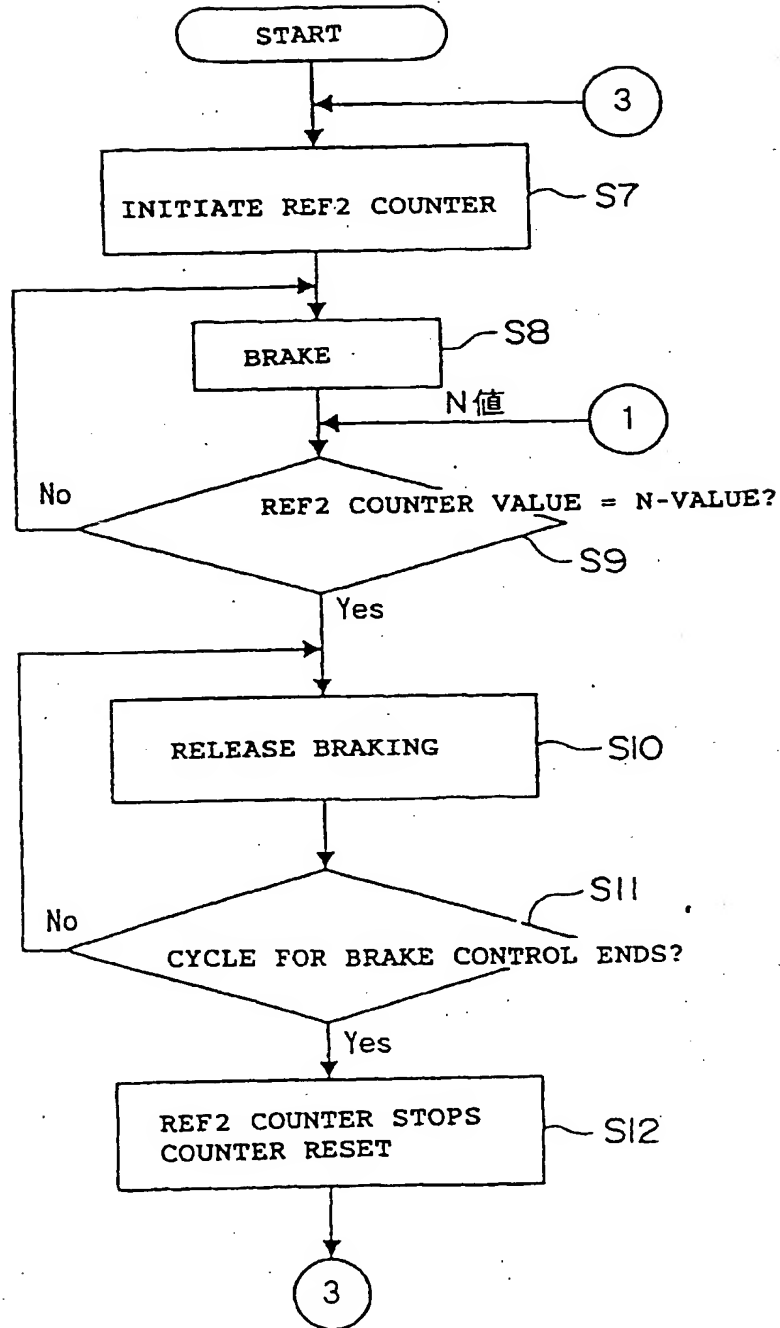 START
3
INITIATE REF2 COUNTER
S7
BRAKE
S8
N値
1
No
REF2 COUNTER VALUE = N-VALUE?
S9
Yes
RELEASE BRAKING
S10
No
S11
CYCLE FOR BRAKE CONTROL ENDS?
Yes
REF2 COUNTER STOPS
COUNTER RESET
S12
3